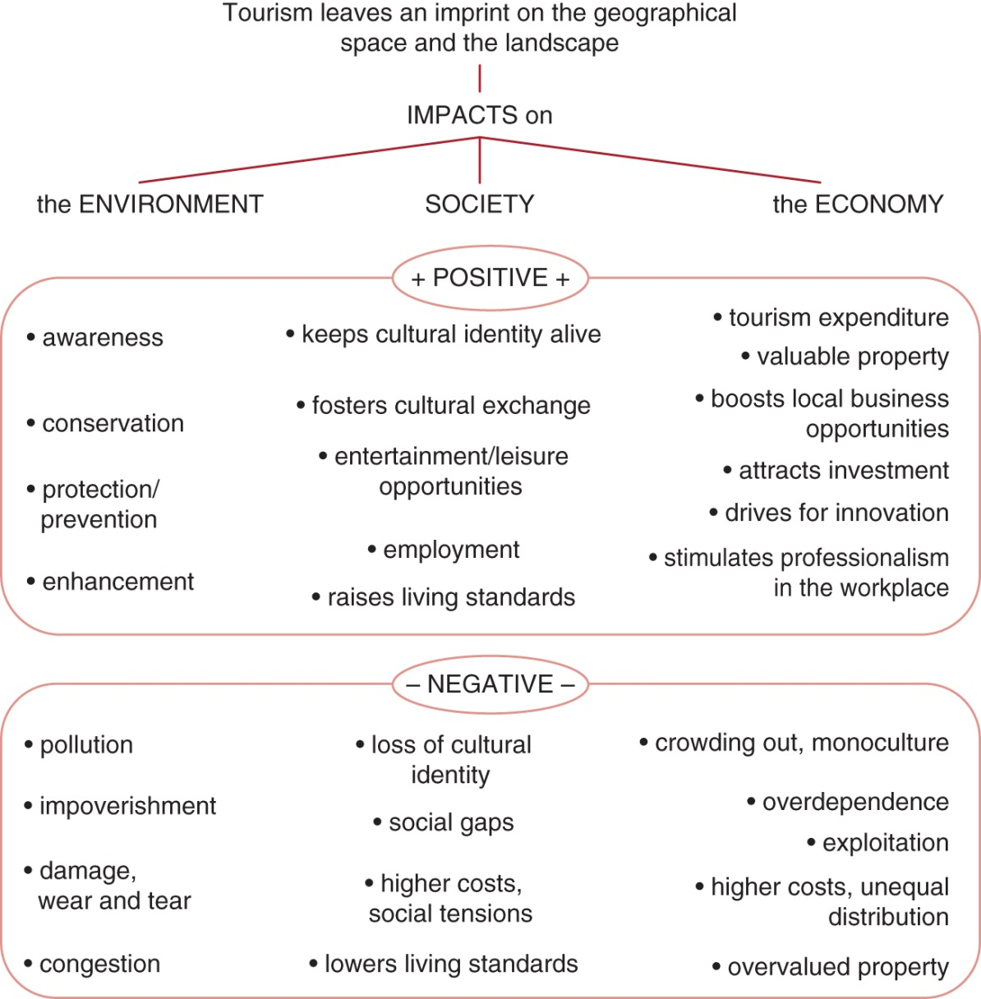 Tourism leaves an imprint on the geographical
space and the landscape
IMPACTS on
the ENVIRONMENT
SOCIETY
the ECONOMY
+ POSITIVE +
• awareness
• conservation
• protection/
prevention
• enhancement
• keeps cultural identity alive
• fosters cultural exchange
• entertainment/leisure
opportunities
• employment
• raises living standards
• tourism expenditure
• valuable property
• boosts local business
opportunities
• attracts investment
• drives for innovation
• stimulates professionalism
in the workplace
– NEGATIVE –
• pollution
• impoverishment
• damage,
wear and tear
• congestion
• loss of cultural
identity
• social gaps
• higher costs,
social tensions
• lowers living standards
• crowding out, monoculture
• overdependence
• exploitation
• higher costs, unequal
distribution
• overvalued property